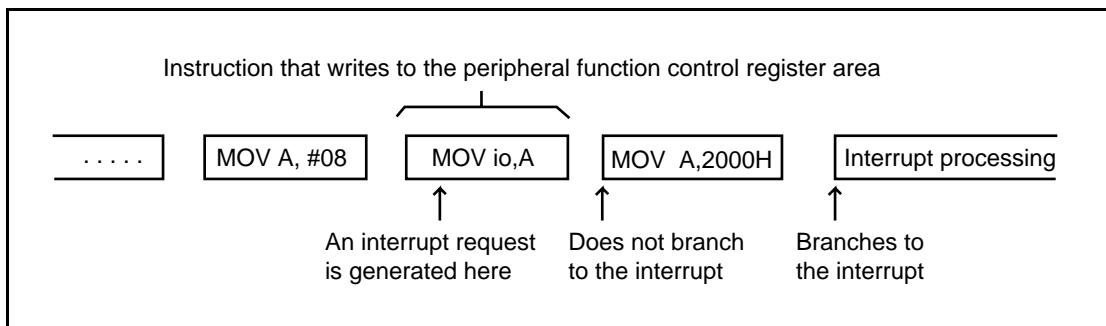 Instruction that writes to the peripheral function control register area
. . . . .
MOV A, #08
MOV io,A
MOV A,2000H
Interrupt processing
An interrupt request
is generated here
Does not branch
to the interrupt
Branches to
the interrupt